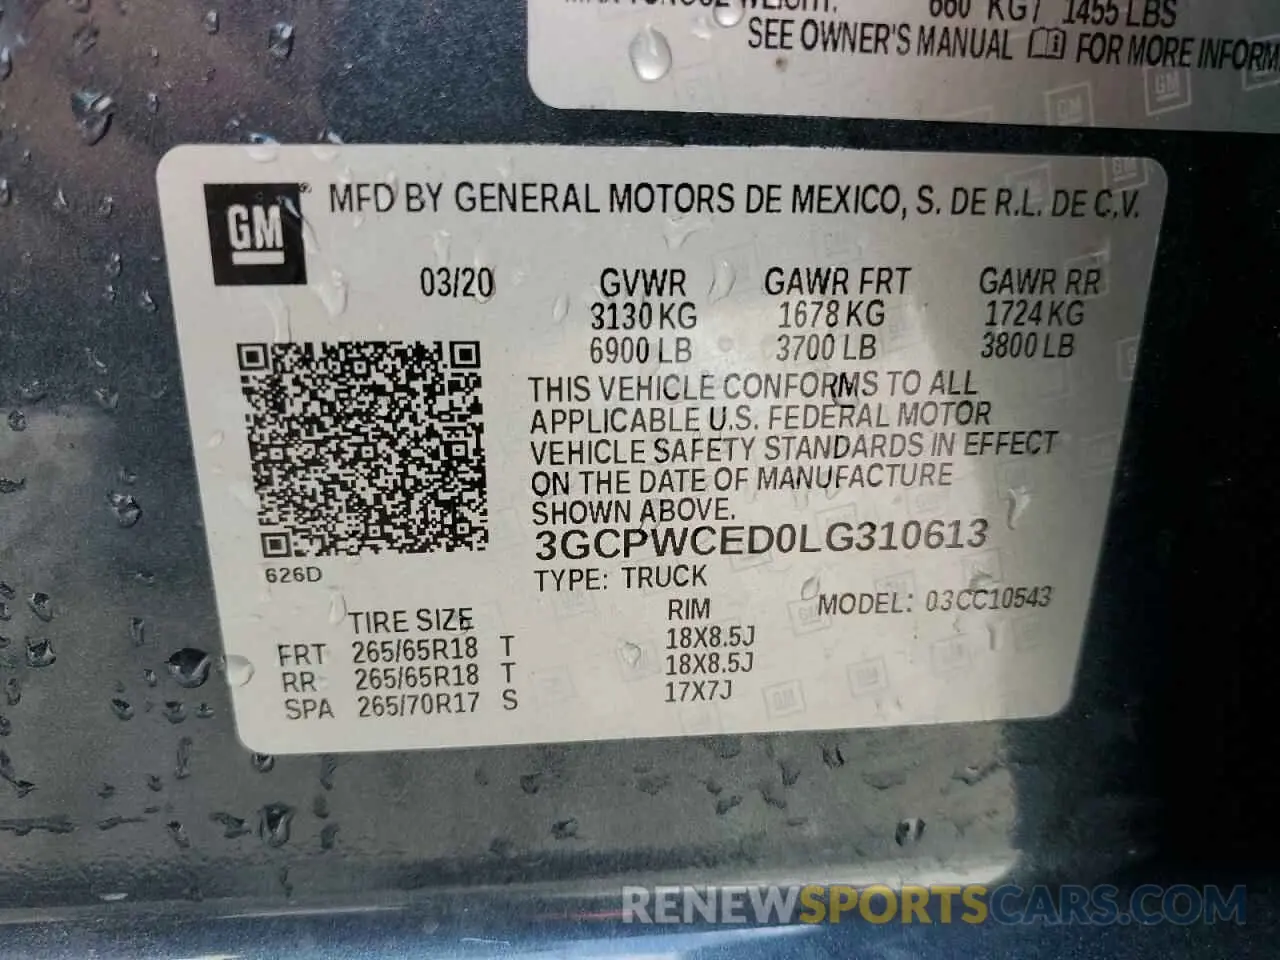 660 KG / 1455 LBS
SEE OWNER'S MANUAL FOR MORE INFORM
GM MFD BY GENERAL MOTORS DE MEXICO, S. DE R.L. DE C.V.
03/20 GVWR GAWR FRT GAWR RR
3130 KG 1678 KG 1724 KG
6900 LB 3700 LB 3800 LB
THIS VEHICLE CONFORMS TO ALL
APPLICABLE U.S. FEDERAL MOTOR
VEHICLE SAFETY STANDARDS IN EFFECT
ON THE DATE OF MANUFACTURE
SHOWN ABOVE.
3GCPWCED0LG310613
626D
TYPE: TRUCK
MODEL: 03CC10543
TIRE SIZE RIM
FRT 265/65R18 T 18X8.5J
RR 265/65R18 T 18X8.5J
SPA 265/70R17 S 17X7J
RENEWSPORTSCARS.COM